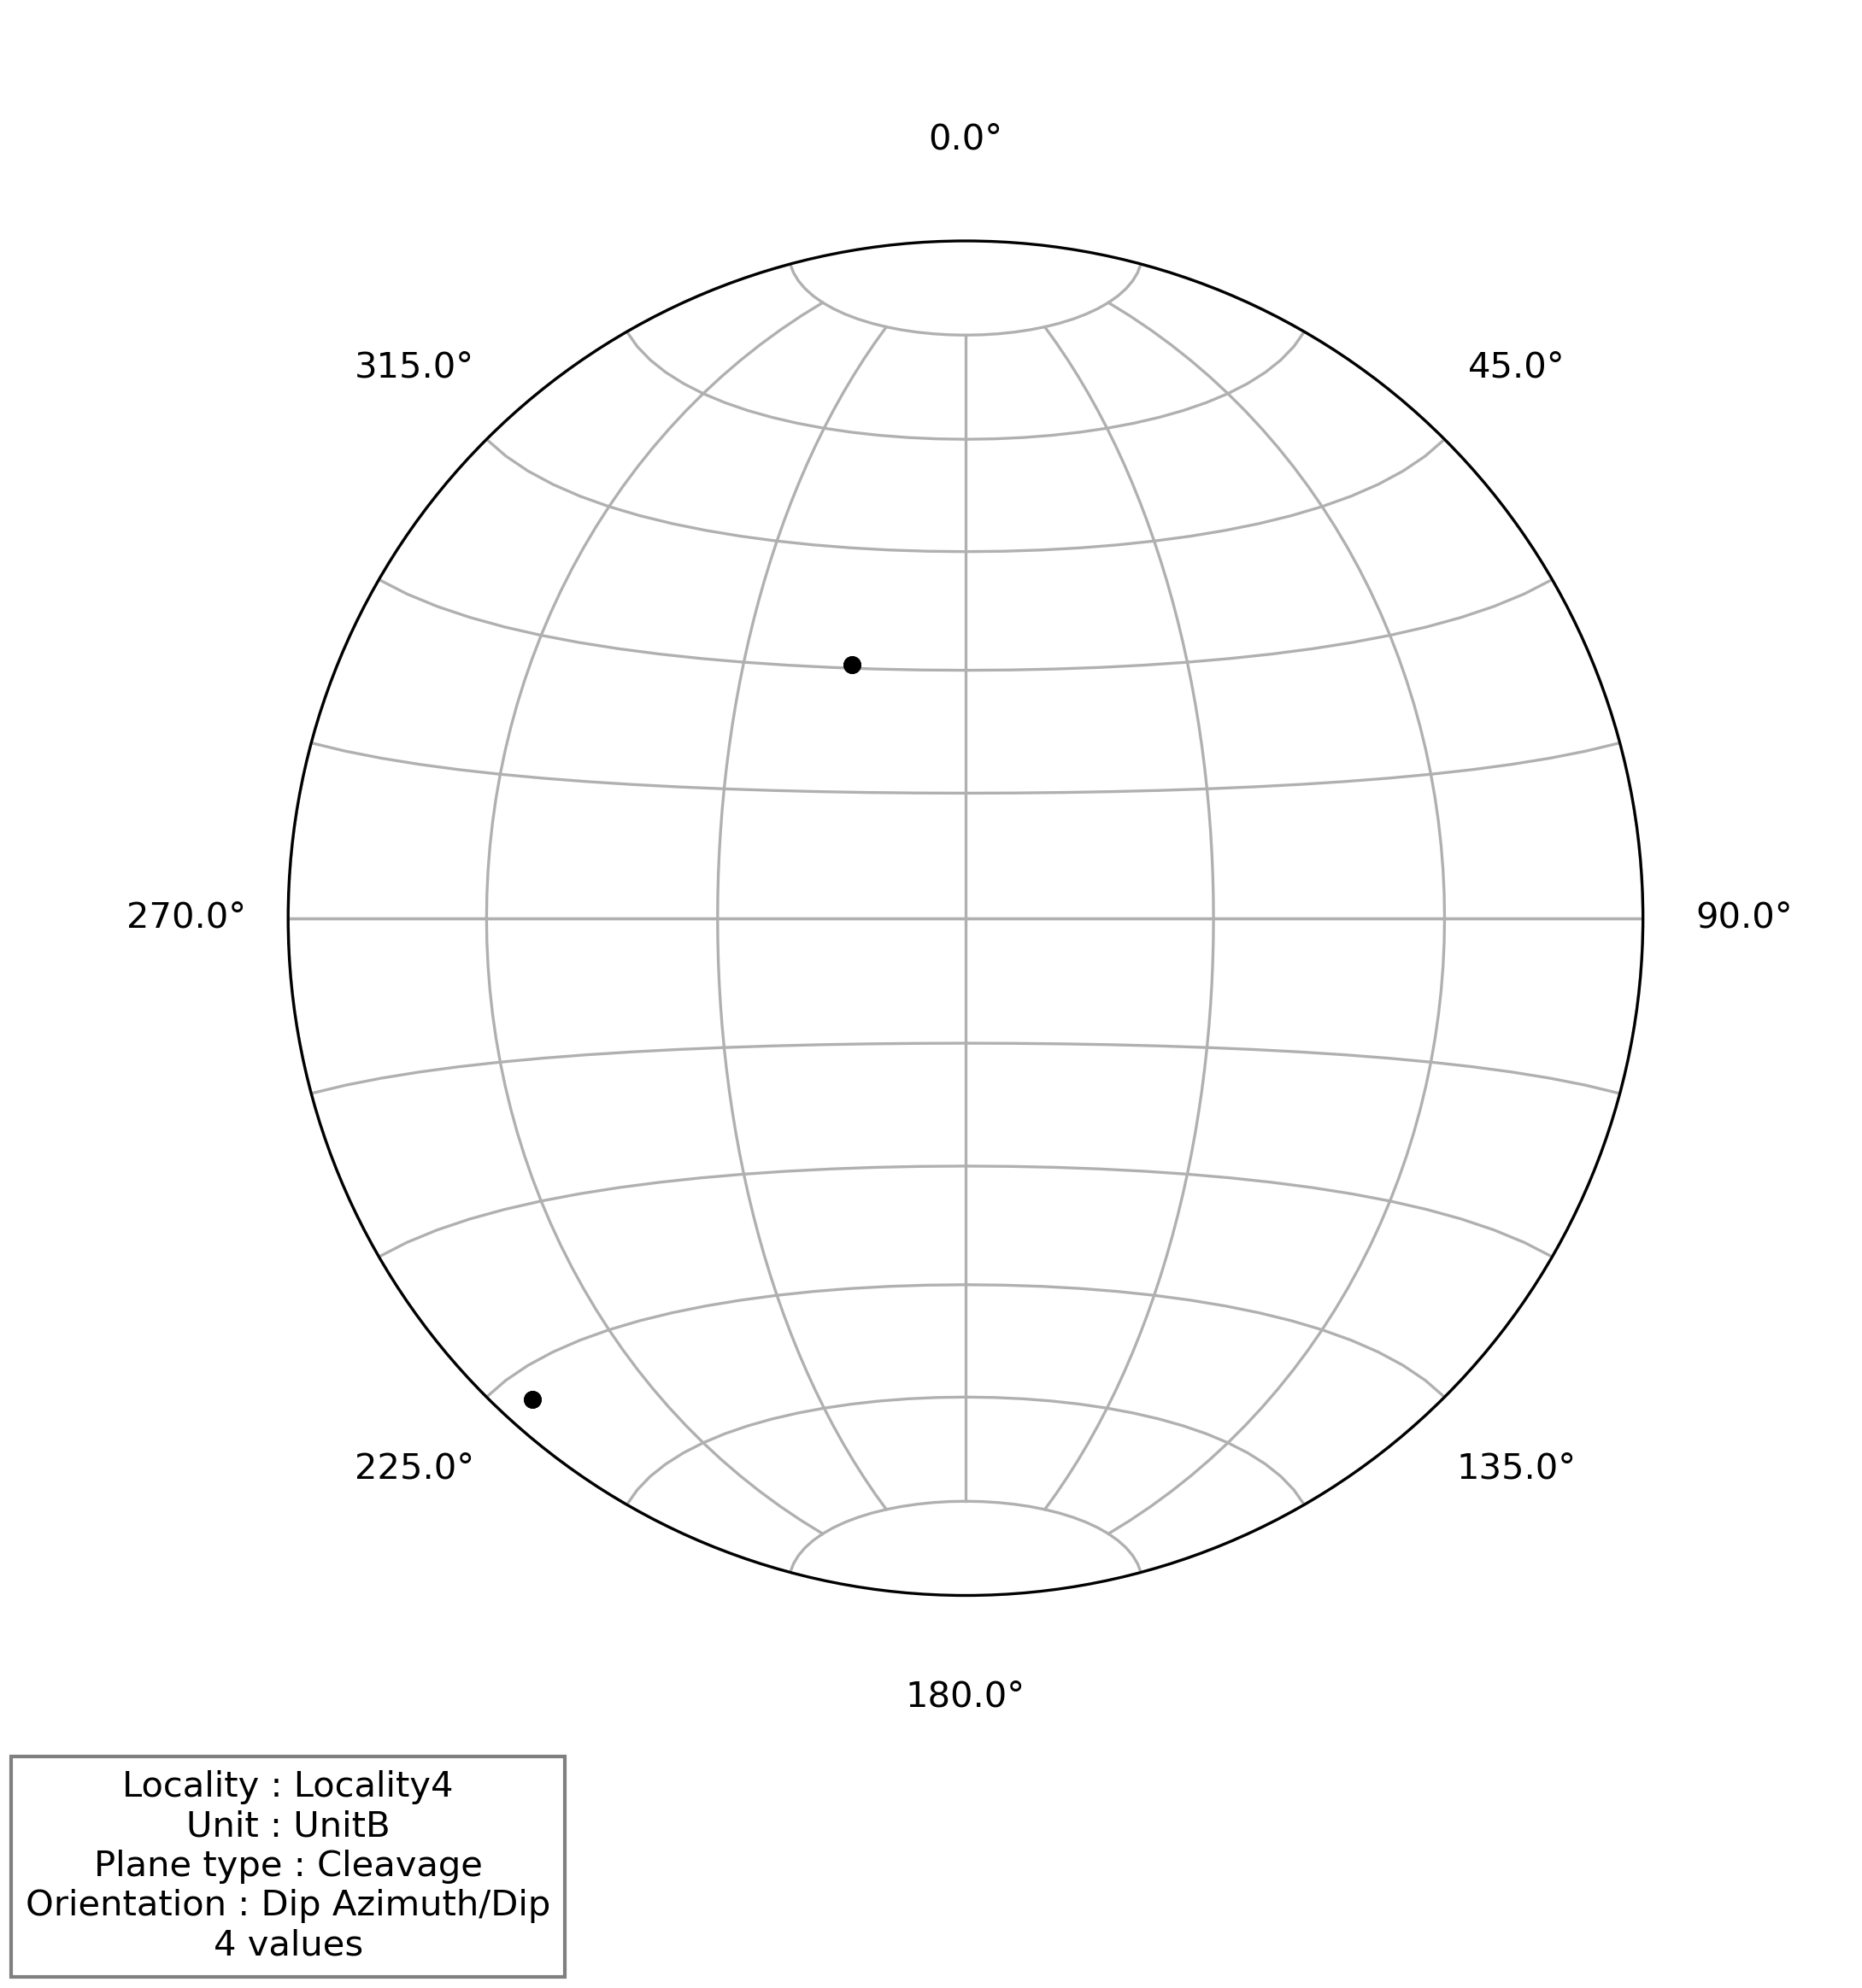 0.0°
315.0°
45.0°
270.0°
90.0°
225.0°
135.0°
180.0°
Locality : Locality4
Unit : UnitB
Plane type : Cleavage
Orientation : Dip Azimuth/Dip
4 values